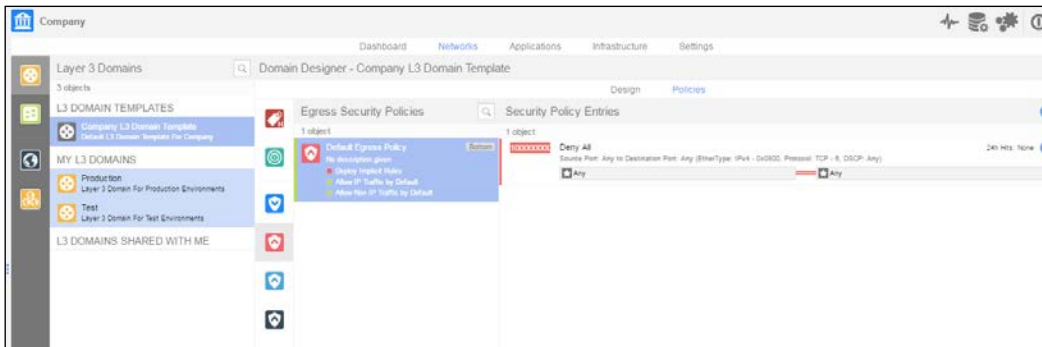 Company
Dashboard Networks Applications Infrastructure Settings
Layer 3 Domains
3 objects
L3 DOMAIN TEMPLATES
Company L3 Domain Template
Default L3 Domain Template For Company
MY L3 DOMAINS
Production
Layer 3 Domain For Production Environments
Test
Layer 3 Domain For Test Environments
L3 DOMAINS SHARED WITH ME
Domain Designer - Company L3 Domain Template
Design Policies
Egress Security Policies
1 object
Default Egress Policy
Bottom
No description given
Deploy Implicit Rules
Allow IP Traffic by Default
Allow Non IP Traffic by Default
Security Policy Entries
1 object
Deny All
24h Hits: None
Source Port: Any to Destination Port: Any (EtherType: IPv4 - 0x0800, Protocol: TCP - 6, DSCP: Any)
Any Any